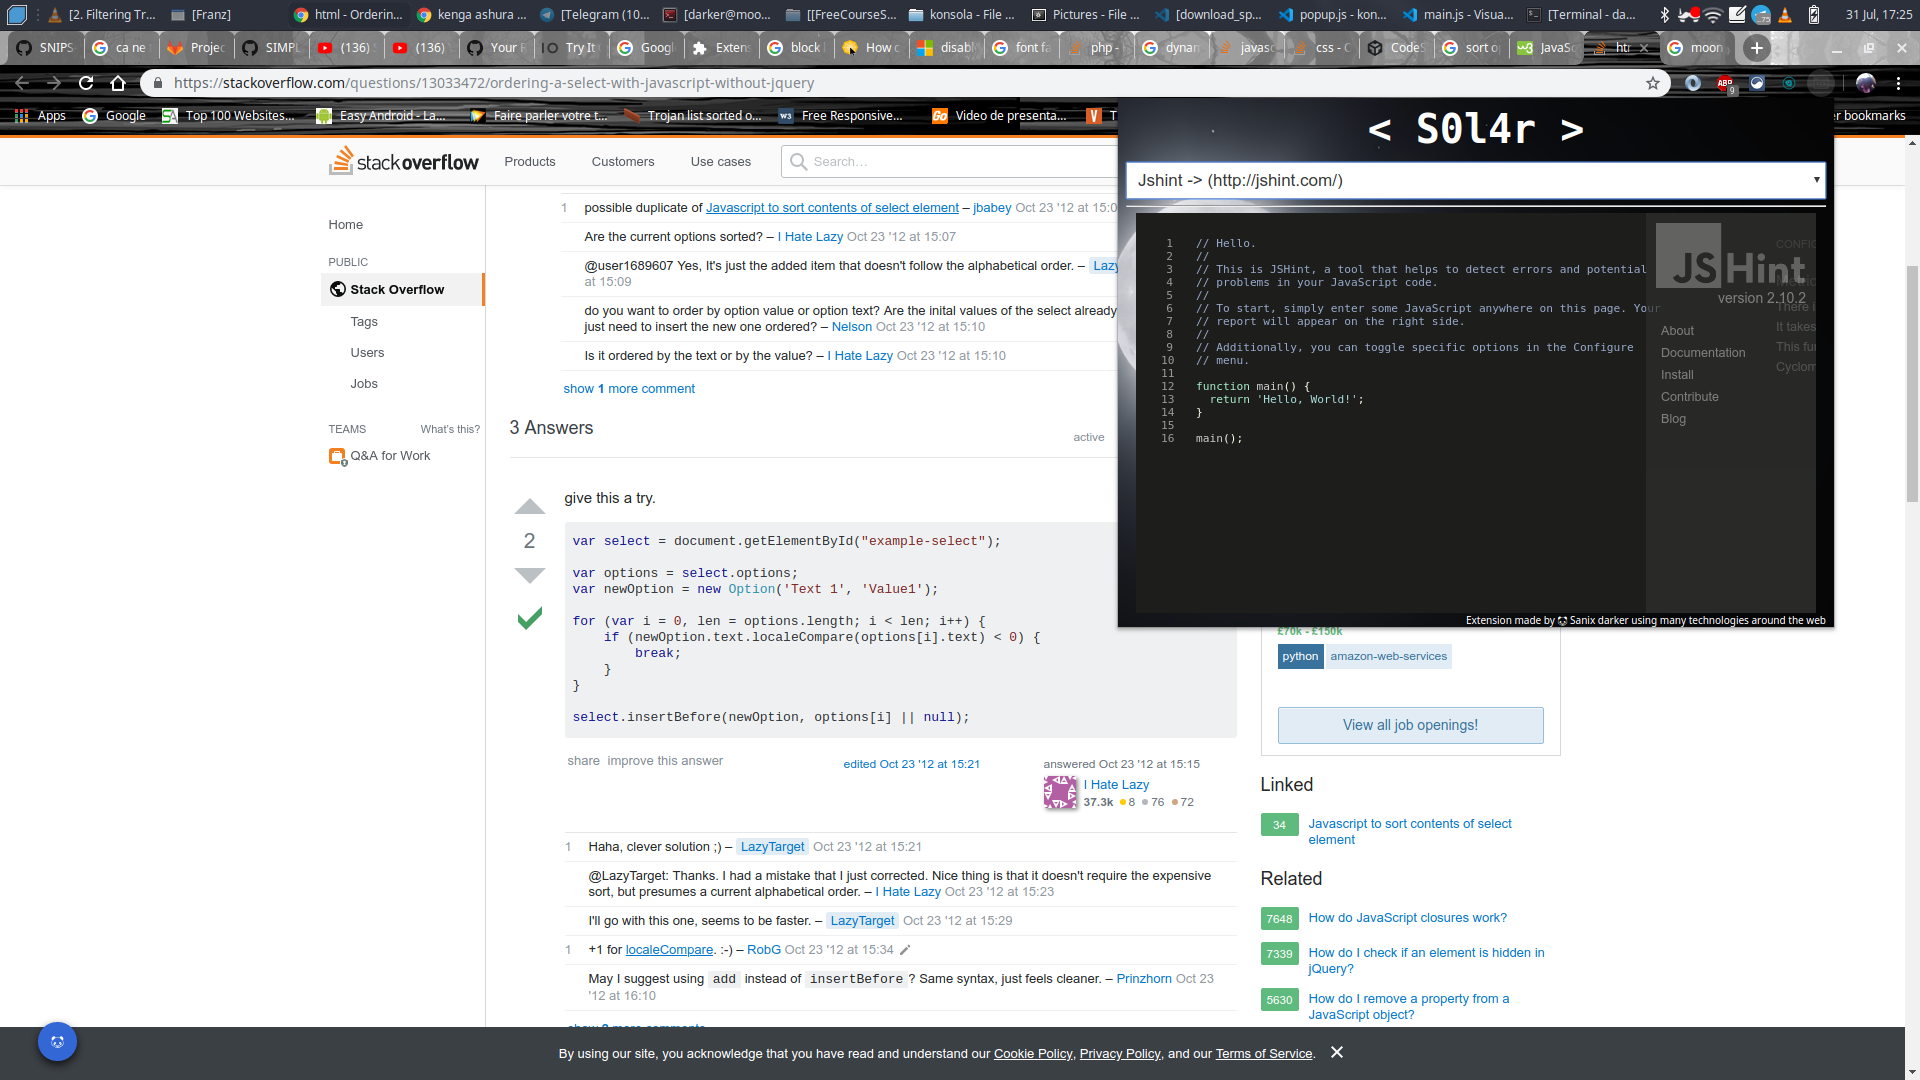 [2. Filtering Tr...
[Franz]
html - Orderin...
kenga ashura ...
[Telegram (10...
[darker@moo...
[[FreeCourseS...
konsola - File ...
Pictures - File ...
[download_sp...
popup.js - kon...
main.js - Visua...
[Terminal - da...
31 Jul, 17:25
SNIPS
ca ne
Projec
SIMPL
(136)
(136)
Your R
Try It
Googl
Exten
block
How c
disabl
font fa
php -
dynam
javasc
css - C
CodeS
sort o
JavaSc
moon
https://stackoverflow.com/questions/13033472/ordering-a-select-with-javascript-without-jquery
Apps
Google
Top 100 Websites...
Easy Android - La...
Faire parler votre t...
Trojan list sorted o...
Free Responsive...
Video de presenta...
er bookmarks
stackoverflow
Products
Customers
Use cases
Search...
Home
PUBLIC
Stack Overflow
Tags
Users
Jobs
TEAMS
What's this?
Q&A for Work
1 possible duplicate of Javascript to sort contents of select element – jbabey Oct 23 '12 at 15:0
Are the current options sorted? – I Hate Lazy Oct 23 '12 at 15:07
@user1689607 Yes, It's just the added item that doesn't follow the alphabetical order. – Lazy
at 15:09
do you want to order by option value or option text? Are the inital values of the select already
just need to insert the new one ordered? – Nelson Oct 23 '12 at 15:10
Is it ordered by the text or by the value? – I Hate Lazy Oct 23 '12 at 15:10
show 1 more comment
3 Answers
active
give this a try.
2
var select = document.getElementById("example-select");
var options = select.options;
var newOption = new Option('Text 1', 'Value1');
for (var i = 0, len = options.length; i < len; i++) {
if (newOption.text.localeCompare(options[i].text) < 0) {
break;
}
}
select.insertBefore(newOption, options[i] || null);
share improve this answer
edited Oct 23 '12 at 15:21
answered Oct 23 '12 at 15:15
I Hate Lazy
37.3k 8 76 72
1 Haha, clever solution ;) – LazyTarget Oct 23 '12 at 15:21
@LazyTarget: Thanks. I had a mistake that I just corrected. Nice thing is that it doesn't require the expensive
sort, but presumes a current alphabetical order. – I Hate Lazy Oct 23 '12 at 15:23
I'll go with this one, seems to be faster. – LazyTarget Oct 23 '12 at 15:29
1 +1 for localeCompare. :-) – RobG Oct 23 '12 at 15:34
May I suggest using add instead of insertBefore? Same syntax, just feels cleaner. – Prinzhorn Oct 23
'12 at 16:10
< S0l4r >
Jshint -> (http://jshint.com/)
1 // Hello.
2 //
3 // This is JSHint, a tool that helps to detect errors and potential
4 // problems in your JavaScript code.
5 //
6 // To start, simply enter some JavaScript anywhere on this page. Your
7 // report will appear on the right side.
8 //
9 // Additionally, you can toggle specific options in the Configure
10 // menu.
11
12 function main() {
13 return 'Hello, World!';
14 }
15
16 main();
JSHint
version 2.10.2
About
Documentation
Install
Contribute
Blog
CONFIG
Metric
There i
It takes
This fun
Cyclom
Extension made by Sanix darker using many technologies around the web
£70k - £150k
python
amazon-web-services
View all job openings!
Linked
34 Javascript to sort contents of select
element
Related
7648 How do JavaScript closures work?
7339 How do I check if an element is hidden in
jQuery?
5630 How do I remove a property from a
JavaScript object?
By using our site, you acknowledge that you have read and understand our Cookie Policy, Privacy Policy, and our Terms of Service.